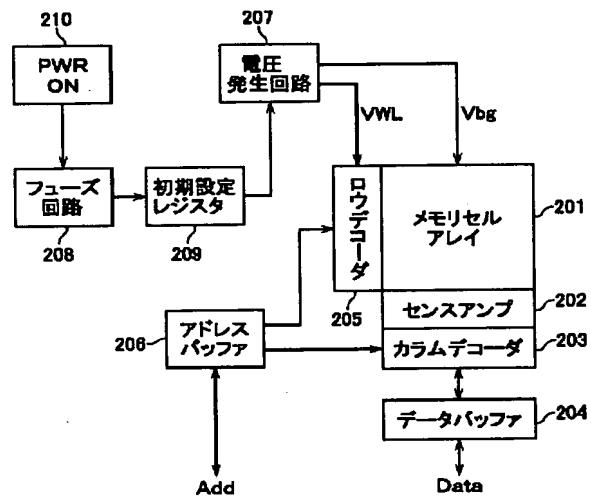 210
PWR
ON
207
電圧
発生回路
VWL
Vbg
フューズ
回路
208
初期設定
レジスタ
209
ロウデコーダ
205
メモリセル
アレイ
201
センスアンプ
202
カラムデコーダ
203
206
アドレス
バッファ
データバッファ
204
Add
Data